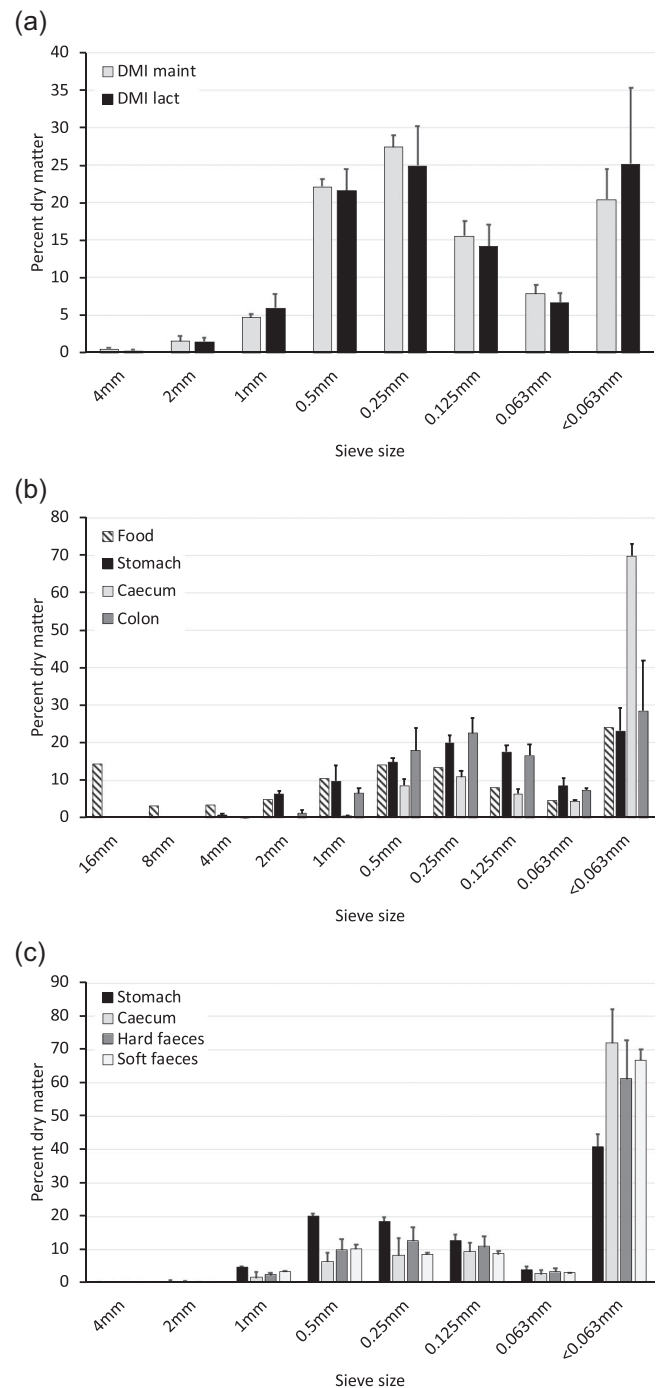 (a)
40
35
30
25
20
15
10
5
0
Percent dry matter
DMI maint
DMI lact
4mm
2mm
1mm
0.5mm
0.25mm
0.125mm
0.063mm
<0.063mm
Sieve size
(b)
80
70
60
50
40
30
20
10
0
Percent dry matter
Food
Stomach
Caecum
Colon
16mm
8mm
4mm
2mm
1mm
0.5mm
0.25mm
0.125mm
0.063mm
<0.063mm
Sieve size
(c)
90
80
70
60
50
40
30
20
10
0
Percent dry matter
Stomach
Caecum
Hard faeces
Soft faeces
4mm
2mm
1mm
0.5mm
0.25mm
0.125mm
0.063mm
<0.063mm
Sieve size